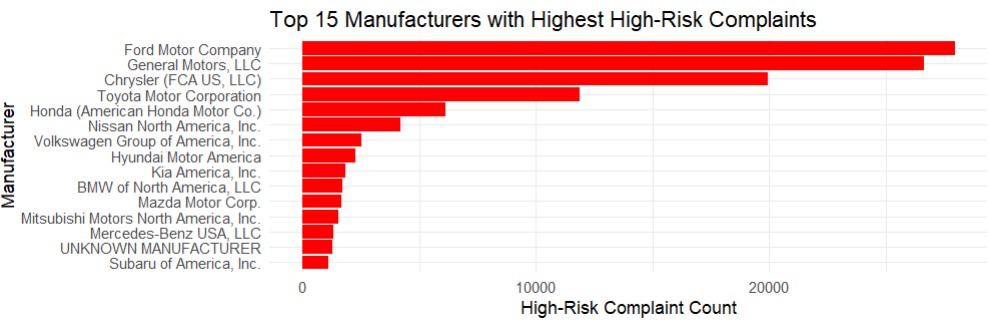 Top 15 Manufacturers with Highest High-Risk Complaints
Manufacturer
Ford Motor Company
General Motors, LLC
Chrysler (FCA US, LLC)
Toyota Motor Corporation
Honda (American Honda Motor Co.)
Nissan North America, Inc.
Volkswagen Group of America, Inc.
Hyundai Motor America
Kia America, Inc.
BMW of North America, LLC
Mazda Motor Corp.
Mitsubishi Motors North America, Inc.
Mercedes-Benz USA, LLC
UNKNOWN MANUFACTURER
Subaru of America, Inc.
0 10000 20000
High-Risk Complaint Count